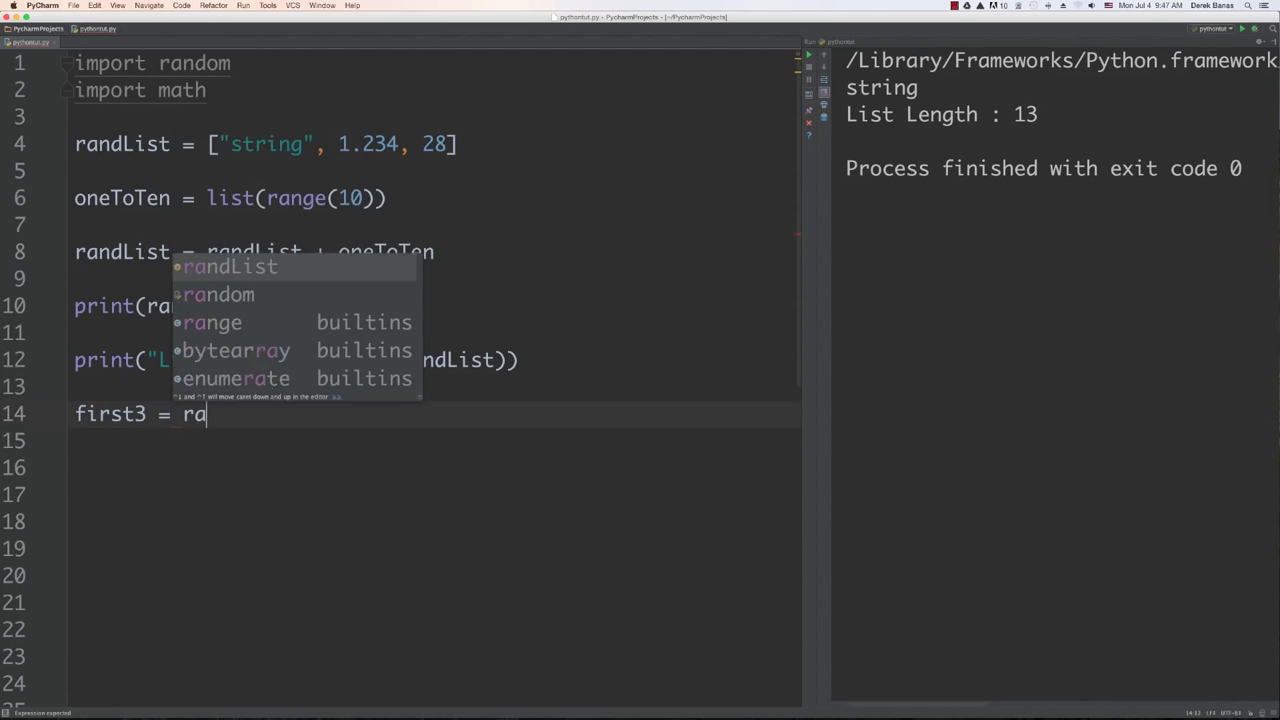 PyCharm File Edit View Navigate Code Refactor Run Tools VCS Window Help 10 Mon Jul 4 9:47 AM Derek Banas
pythontut.py - PycharmProjects - [~/PycharmProjects]
PycharmProjects pythontut.py pythontut
pythontut.py
Run pythontut
1 import random
2 import math
3
4 randList = ["string", 1.234, 28]
5
6 oneToTen = list(range(10))
7
8 randList = randList + oneToTen
9
10 print(ra
11
12 print("L ndList))
13
14 first3 = ra
15
16
17
18
19
20
21
22
23
24
25
randList
random
range builtins
bytearray builtins
enumerate builtins
and ^↑ will move caret down and up in the editor >>
/Library/Frameworks/Python.framework
string
List Length : 13
Process finished with exit code 0
Expression expected
14:12 LF÷ UTF-8÷